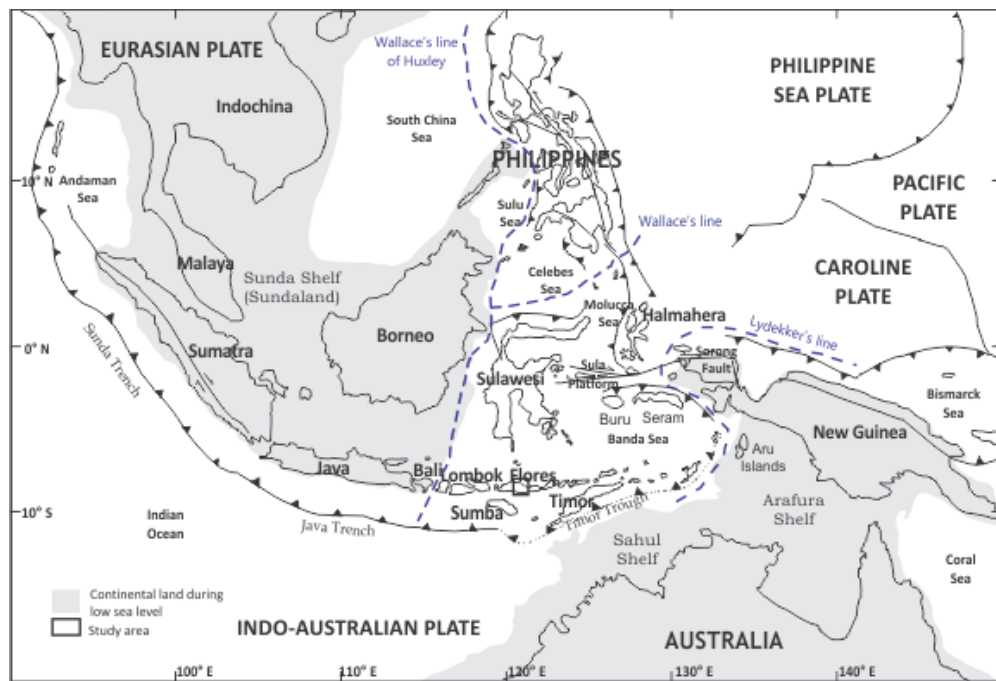 EURASIAN PLATE
Wallace's line
of Huxley
PHILIPPINE
SEA PLATE
Indochina
South China
Sea
PHILIPPINES
10° N
Andaman
Sea
PACIFIC
PLATE
Sulu
Sea
Wallace's line
Malaya
Sunda Shelf
(Sundaland)
Celebes
Sea
CAROLINE
PLATE
Molucca
Sea
Halmahera
Borneo
Lydekker's line
0° N
Sunda Trench
Sumatra
Sulawesi
Sula
Platform
Sorong
Fault
Bismarck
Sea
Buru
Seram
New Guinea
Banda Sea
Aru
Islands
Java
Bali
Lombok
Flores
Timor
Sumba
Timor Trough
Arafura
Shelf
10° S
Indian
Ocean
Java Trench
Sahul
Shelf
Coral
Sea
Continental land during
low sea level
Study area
INDO-AUSTRALIAN PLATE
AUSTRALIA
100° E
110° E
120° E
130° E
140° E